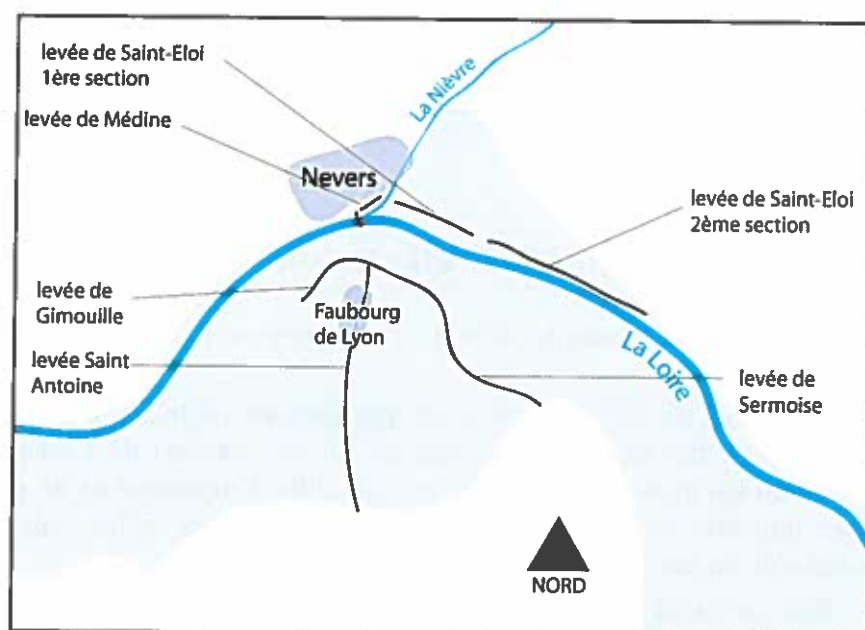 levée de Saint-Eloi
1ère section
La Nièvre
levée de Médine
Nevers
levée de Saint-Eloi
2ème section
levée de
Gimouille
Faubourg
de Lyon
La Loire
levée Saint
Antoine
levée de
Sermoise
NORD